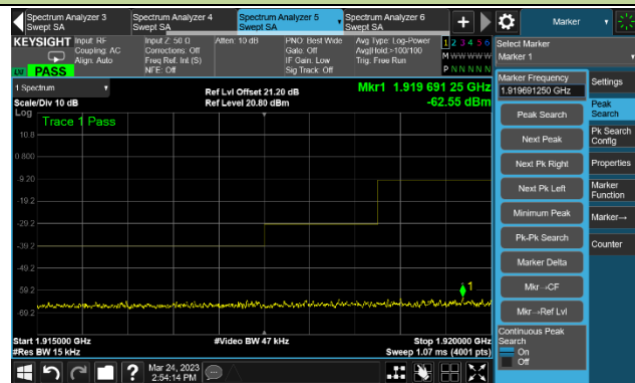 Spectrum Analyzer 3
Swept SA
Spectrum Analyzer 4
Swept SA
Spectrum Analyzer 5
Swept SA
Spectrum Analyzer 6
Swept SA
+
Marker
KEYSIGHT
Input: RF
Coupling: AC
Align: Auto
Input Z: 50 Ω
Corrections: Off
Freq Ref: Int (S)
NFE: Off
Atten: 10 dB
PNO: Best Wide
Gate: Off
IF Gain: Low
Sig Track: Off
Avg Type: Log-Power
Avg|Hold:>100/100
Trig: Free Run
1 2 3 4 5 6
M W W W W W
P N N N N N
LW PASS
Select Marker
Marker 1
1 Spectrum
Scale/Div 10 dB
Log
Ref Lvl Offset 21.20 dB
Ref Level 20.80 dBm
Mkr1 1.919 691 25 GHz
-62.55 dBm
Trace 1 Pass
10.8
0.800
-9.20
-19.2
-29.2
-39.2
-49.2
-59.2
-69.2
1
Start 1.915000 GHz
#Res BW 15 kHz
#Video BW 47 kHz
Stop 1.920000 GHz
Sweep 1.07 ms (4001 pts)
Marker Frequency
1.919691250 GHz
Peak Search
Next Peak
Next Pk Right
Next Pk Left
Minimum Peak
Pk-Pk Search
Marker Delta
Mkr→CF
Mkr→Ref Lvl
Continuous Peak
Search
On
Off
Settings
Peak
Search
Pk Search
Config
Properties
Marker
Function
Marker→
Counter
?
Mar 24, 2023
2:54:14 PM